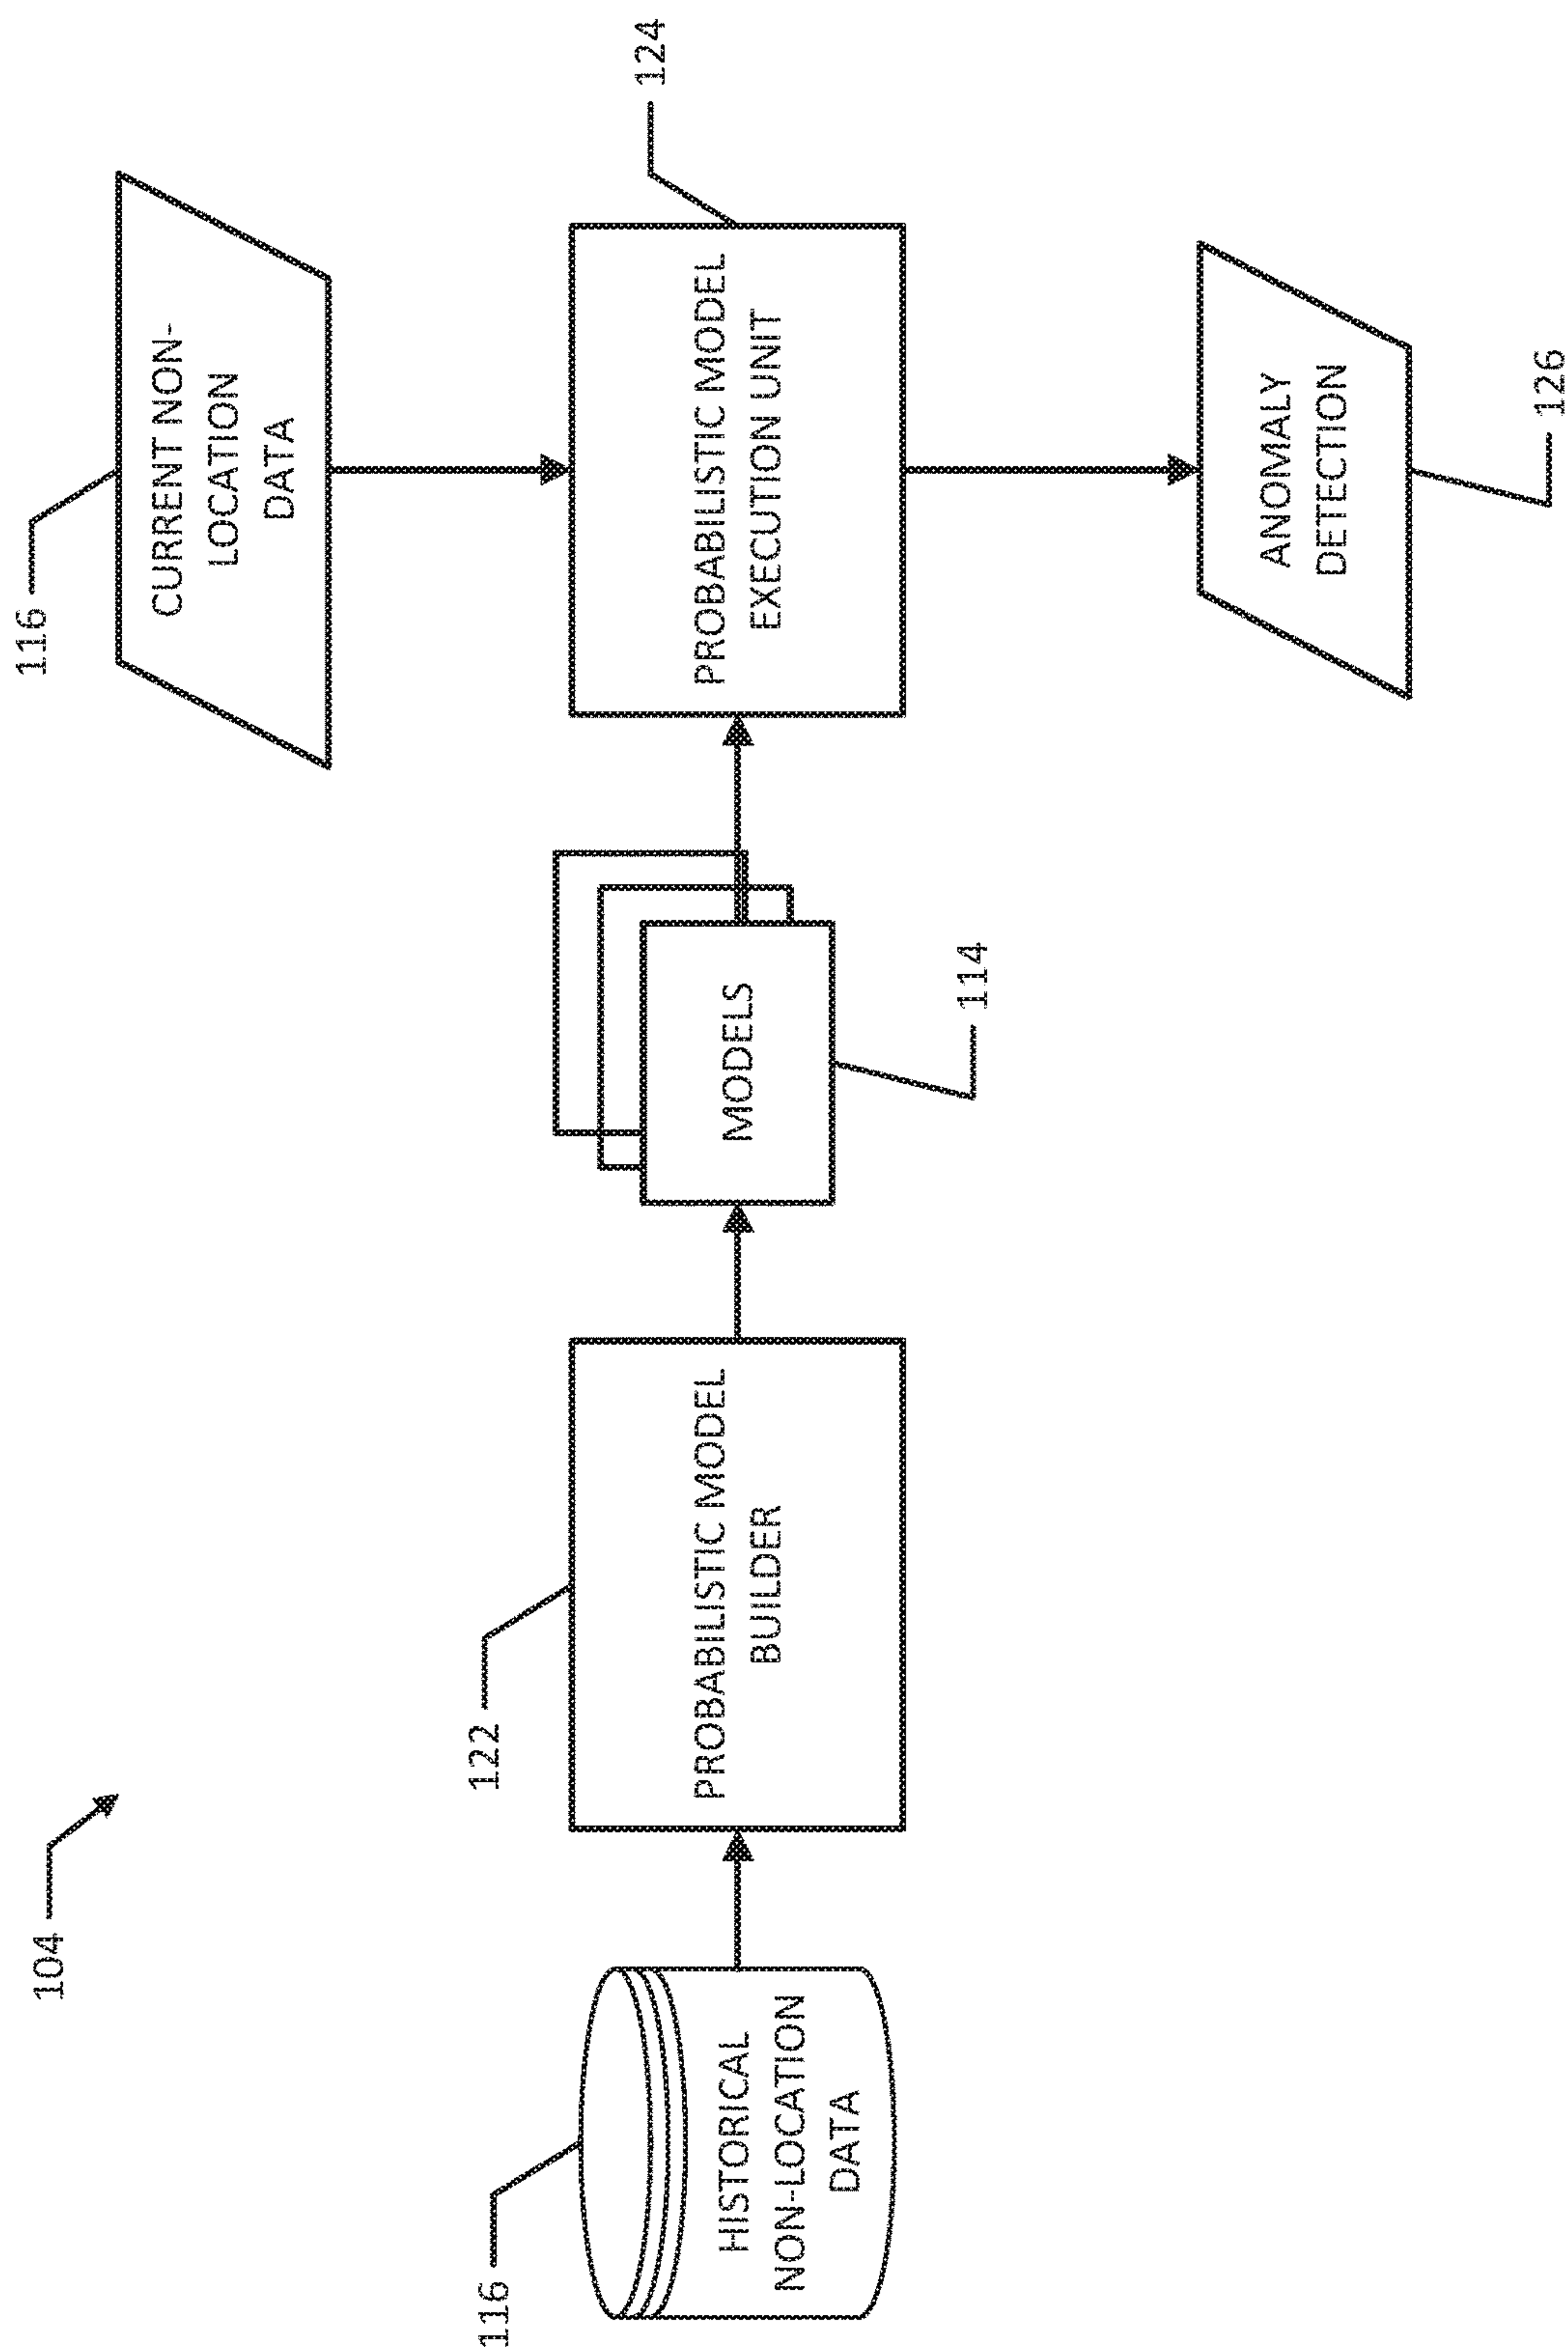 104
116
CURRENT NON-
LOCATION
DATA
122
124
116
HISTORICAL
NON-LOCATION
DATA
PROBABILISTIC MODEL
BUILDER
MODELS
114
PROBABILISTIC MODEL
EXECUTION UNIT
ANOMALY
DETECTION
126